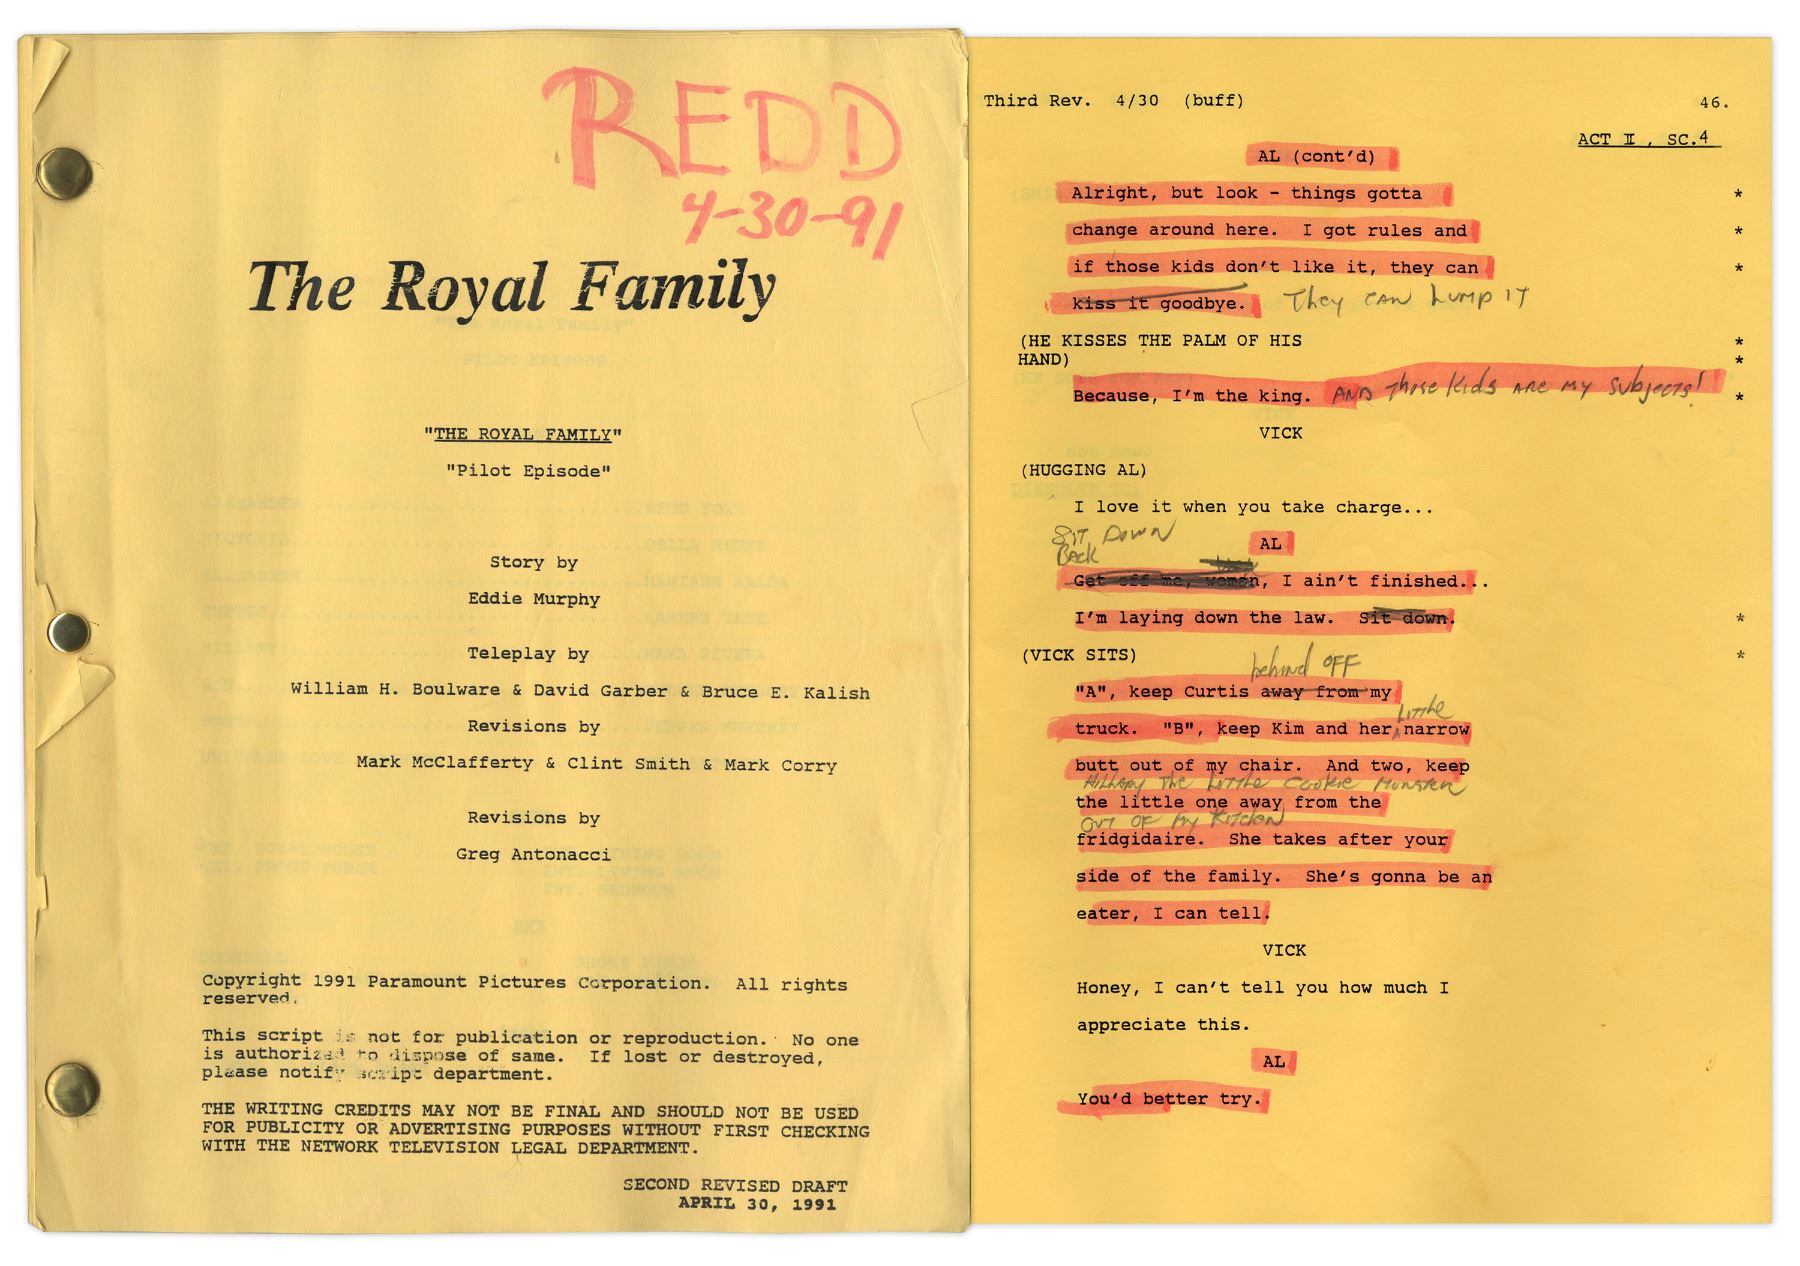 REDD
4-30-91
The Royal Family
"THE ROYAL FAMILY"
"Pilot Episode"
Story by
Eddie Murphy
Teleplay by
William H. Boulware & David Garber & Bruce E. Kalish
Revisions by
Mark McClafferty & Clint Smith & Mark Corry
Revisions by
Greg Antonacci
Copyright 1991 Paramount Pictures Corporation. All rights
reserved.
This script is not for publication or reproduction. No one
is authorized to dispose of same. If lost or destroyed,
please notify script department.
THE WRITING CREDITS MAY NOT BE FINAL AND SHOULD NOT BE USED
FOR PUBLICITY OR ADVERTISING PURPOSES WITHOUT FIRST CHECKING
WITH THE NETWORK TELEVISION LEGAL DEPARTMENT.
SECOND REVISED DRAFT
APRIL 30, 1991
Third Rev. 4/30 (buff) 46.
ACT II, SC.4
AL (cont'd)
Alright, but look - things gotta *
change around here. I got rules and *
if those kids don't like it, they can *
kiss it goodbye. They CAN LUMP IT
(HE KISSES THE PALM OF HIS *
HAND) *
Because, I'm the king. AND Those Kids ARE MY SubjecTs! *
VICK
(HUGGING AL)
I love it when you take charge...
SIT DOWN
Back
AL
Get off me, woman, I ain't finished...
I'm laying down the law. Sit down. *
(VICK SITS) *
behind OFF
"A", keep Curtis away from my
Little
truck. "B", keep Kim and her narrow
butt out of my chair. And two, keep
Hillary The LiTTle Cookie Monster
the little one away from the
OUT OF My KiTchen
fridgidaire. She takes after your
side of the family. She's gonna be an
eater, I can tell.
VICK
Honey, I can't tell you how much I
appreciate this.
AL
You'd better try.